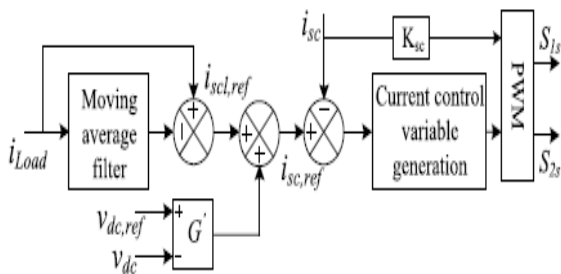 i_sc
K_sc
S_1s
i_scl,ref
Moving
average
filter
Current control
variable
generation
PWM
i_Load
i_sc,ref
S_2s
v_dc,ref
G'
v_dc